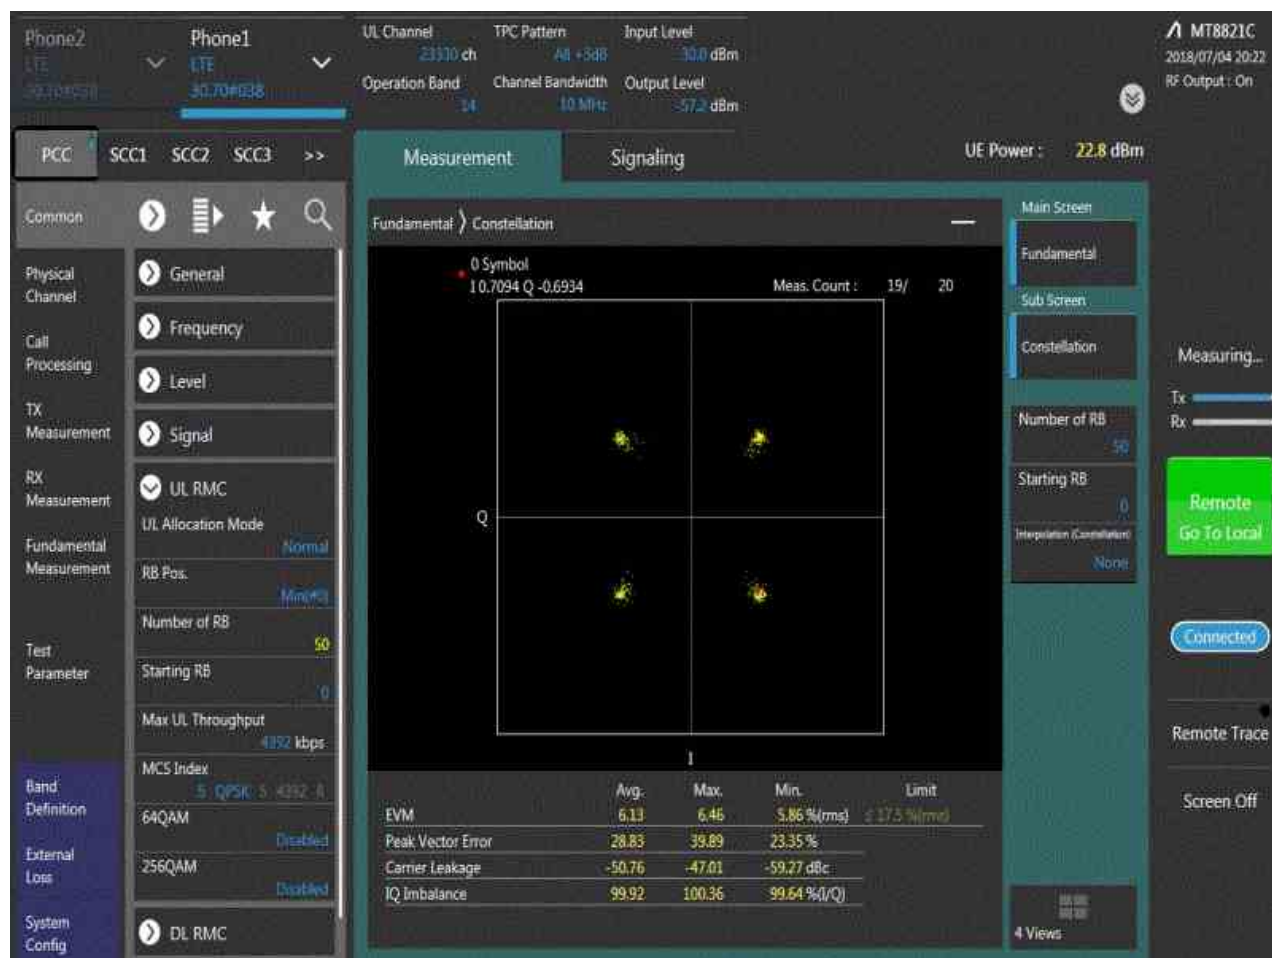 Phone2
LTE
Phone1
LTE
30.70#038
UL Channel
23330 ch
TPC Pattern
All +3dB
Input Level
30.0 dBm
Operation Band
14
Channel Bandwidth
10 MHz
Output Level
-57.2 dBm
MT8821C
2018/07/04 20:22
RF Output : On
PCC
SCC1
SCC2
SCC3
>>
Measurement
Signaling
UE Power : 22.8 dBm
Common
Physical
Channel
Call
Processing
TX
Measurement
RX
Measurement
Fundamental
Measurement
Test
Parameter
Band
Definition
External
Loss
System
Config
General
Frequency
Level
Signal
UL RMC
UL Allocation Mode
Normal
RB Pos.
Min(#0)
Number of RB
50
Starting RB
0
Max UL Throughput
4392 kbps
MCS Index
5 QPSK 5 4392
64QAM
Disabled
256QAM
Disabled
DL RMC
Fundamental 〉 Constellation
0 Symbol
I 0.7094 Q -0.6934
Meas. Count : 19/ 20
Q
I
Avg. Max. Min. Limit
EVM 6.13 6.46 5.86 %(rms) ≤ 17.5 %(rms)
Peak Vector Error 28.83 39.89 23.35 %
Carrier Leakage -50.76 -47.01 -59.27 dBc
IQ Imbalance 99.92 100.36 99.64 %(I/Q)
Main Screen
Fundamental
Sub Screen
Constellation
Number of RB
50
Starting RB
0
Interpolation (Constellation)
None
4 Views
Measuring...
Tx
Rx
Remote
Go To Local
Connected
Remote Trace
Screen Off